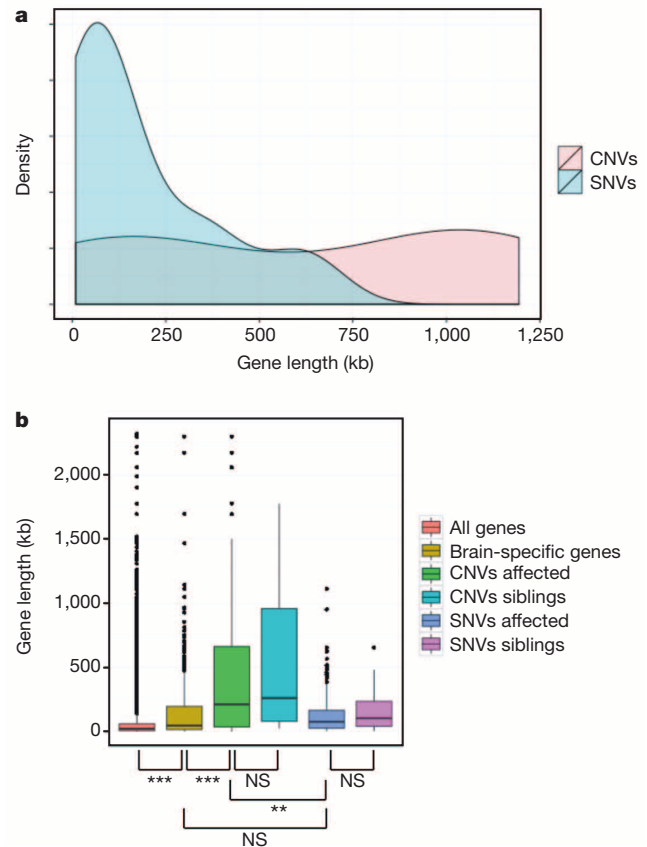 a
Density
CNVs
SNVs
0 250 500 750 1,000 1,250
Gene length (kb)
b
Gene length (kb)
2,000
1,500
1,000
500
0
All genes
Brain-specific genes
CNVs affected
CNVs siblings
SNVs affected
SNVs siblings
*** *** NS NS
**
NS